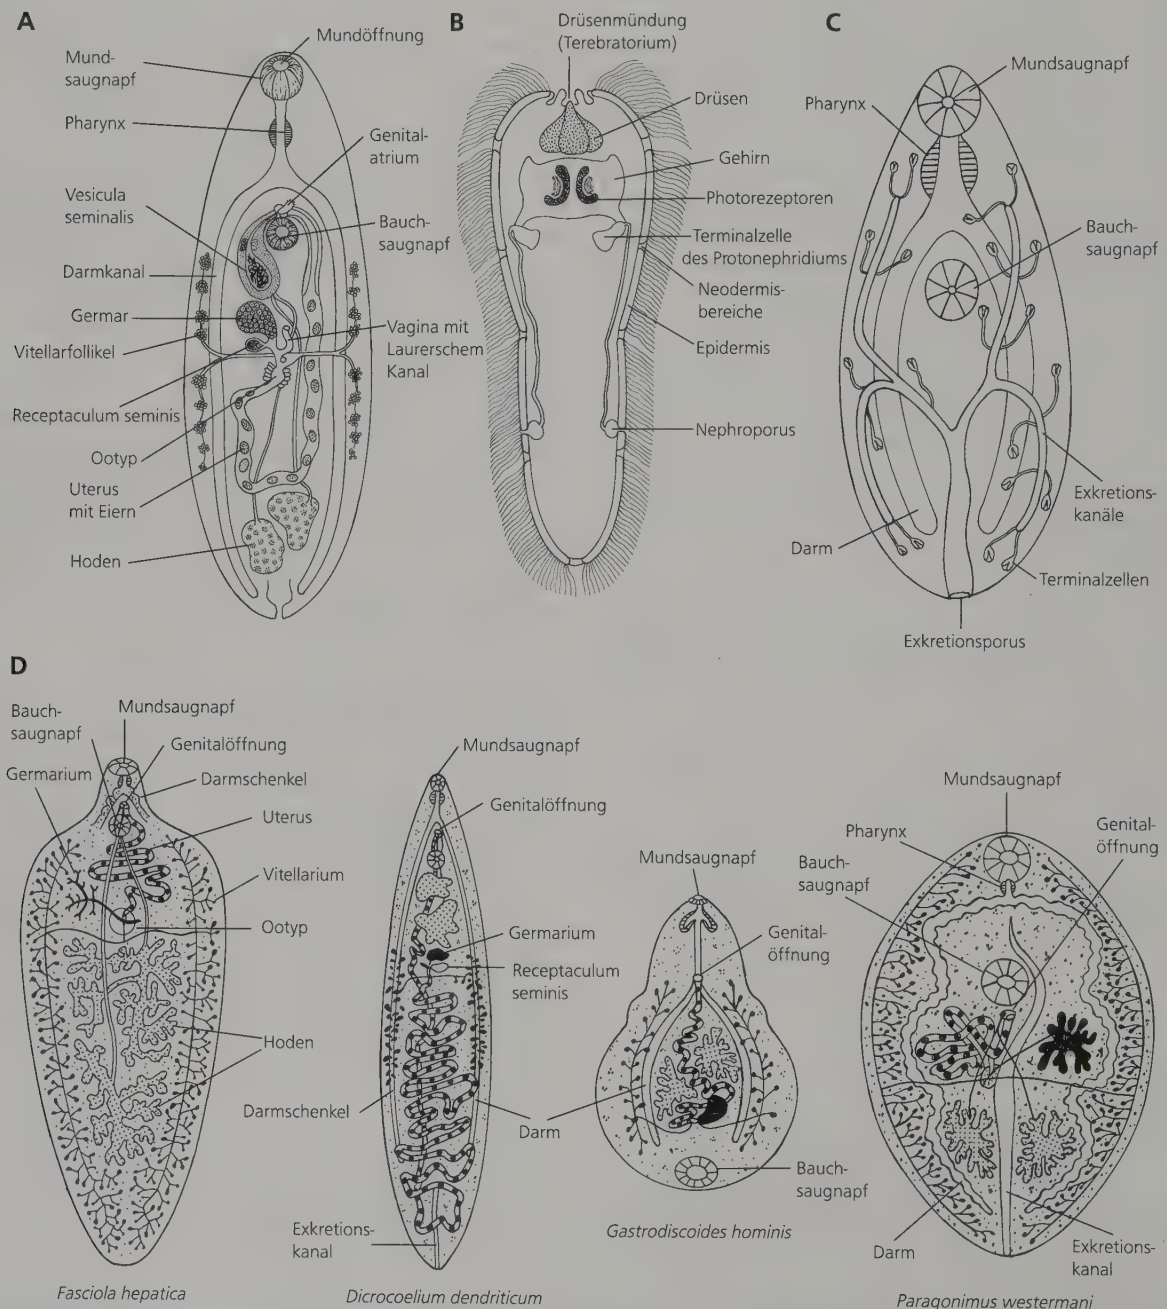 A
Mundöffnung
Mund-
saugnapf
Pharynx
Genital-
atrium
Vesicula
seminalis
Bauch-
saugnapf
Darmkanal
Germar
Vitellarfollikel
Vagina mit
Laurerschem
Kanal
Receptaculum seminis
Ootyp
Uterus
mit Eiern
Hoden
B
Drüsenmündung
(Terebratorium)
Drüsen
Gehirn
Photorezeptoren
Terminalzelle
des Protonephridiums
Neodermis-
bereiche
Epidermis
Nephroporus
C
Mundsaugnapf
Pharynx
Bauch-
saugnapf
Exkretions-
kanäle
Darm
Terminalzellen
Exkretionsporus
D
Bauch-
saugnapf
Mundsaugnapf
Genitalöffnung
Germarium
Darmschenkel
Uterus
Vitellarium
Ootyp
Hoden
Fasciola hepatica
Mundsaugnapf
Genitalöffnung
Germarium
Receptaculum
seminis
Darmschenkel
Darm
Exkretions-
kanal
Dicrocoelium dendriticum
Mundsaugnapf
Genital-
öffnung
Bauch-
saugnapf
Gastrodiscoides hominis
Mundsaugnapf
Pharynx
Genital-
öffnung
Bauch-
saugnapf
Darm
Exkretions-
kanal
Paragonimus westermani